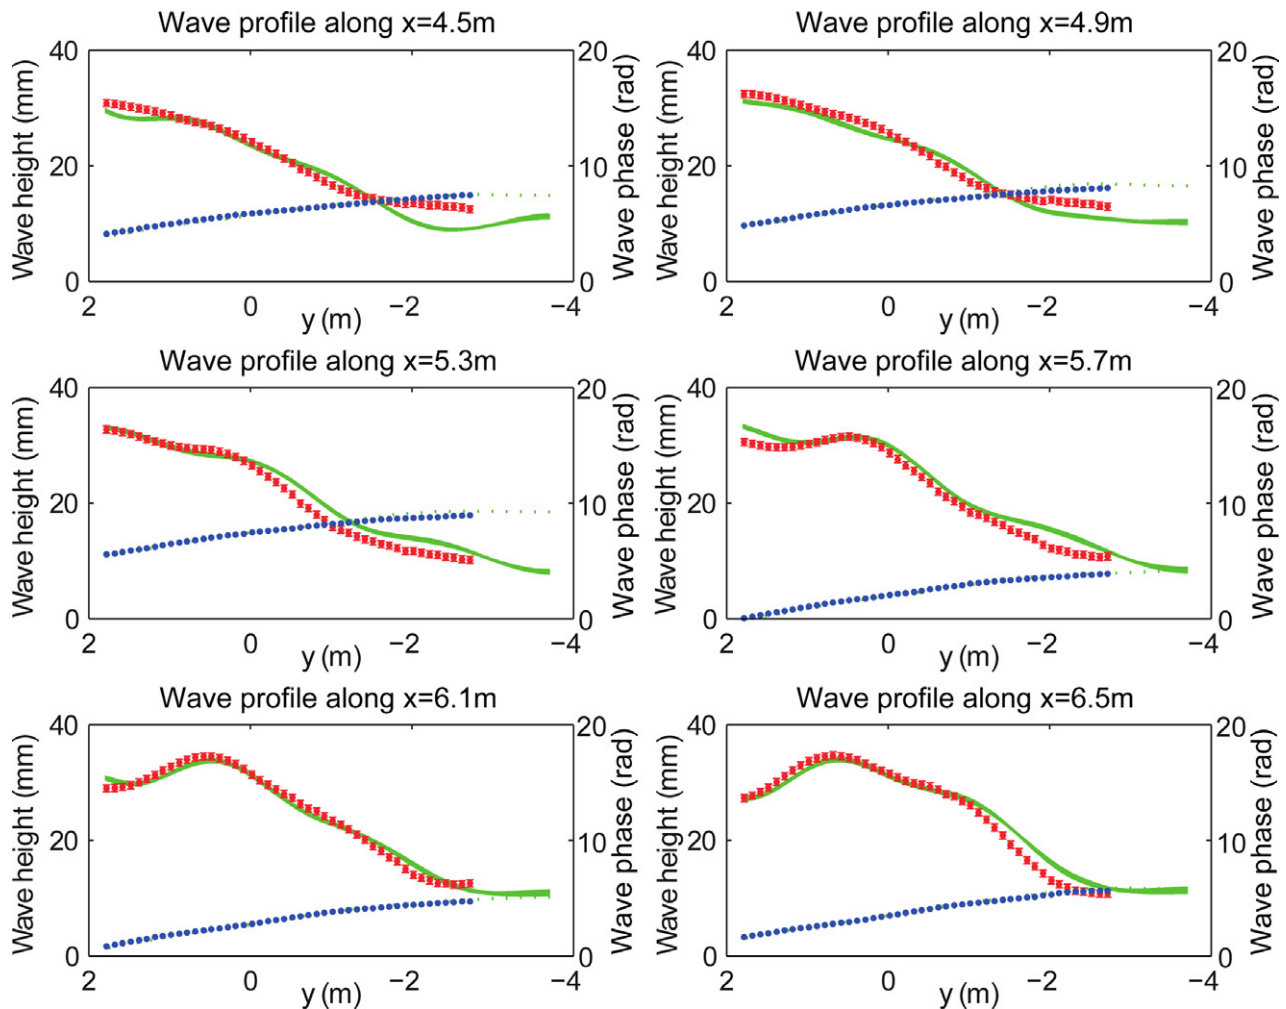 Wave profile along x=4.5m
Wave height (mm)
40
20
0
2
0
−2
−4
y (m)
20
10
0
Wave phase (rad)
Wave profile along x=4.9m
Wave height (mm)
40
20
0
2
0
−2
−4
y (m)
20
10
0
Wave phase (rad)
Wave profile along x=5.3m
Wave height (mm)
40
20
0
2
0
−2
−4
y (m)
20
10
0
Wave phase (rad)
Wave profile along x=5.7m
Wave height (mm)
40
20
0
2
0
−2
−4
y (m)
20
10
0
Wave phase (rad)
Wave profile along x=6.1m
Wave height (mm)
40
20
0
2
0
−2
−4
y (m)
20
10
0
Wave phase (rad)
Wave profile along x=6.5m
Wave height (mm)
40
20
0
2
0
−2
−4
y (m)
20
10
0
Wave phase (rad)